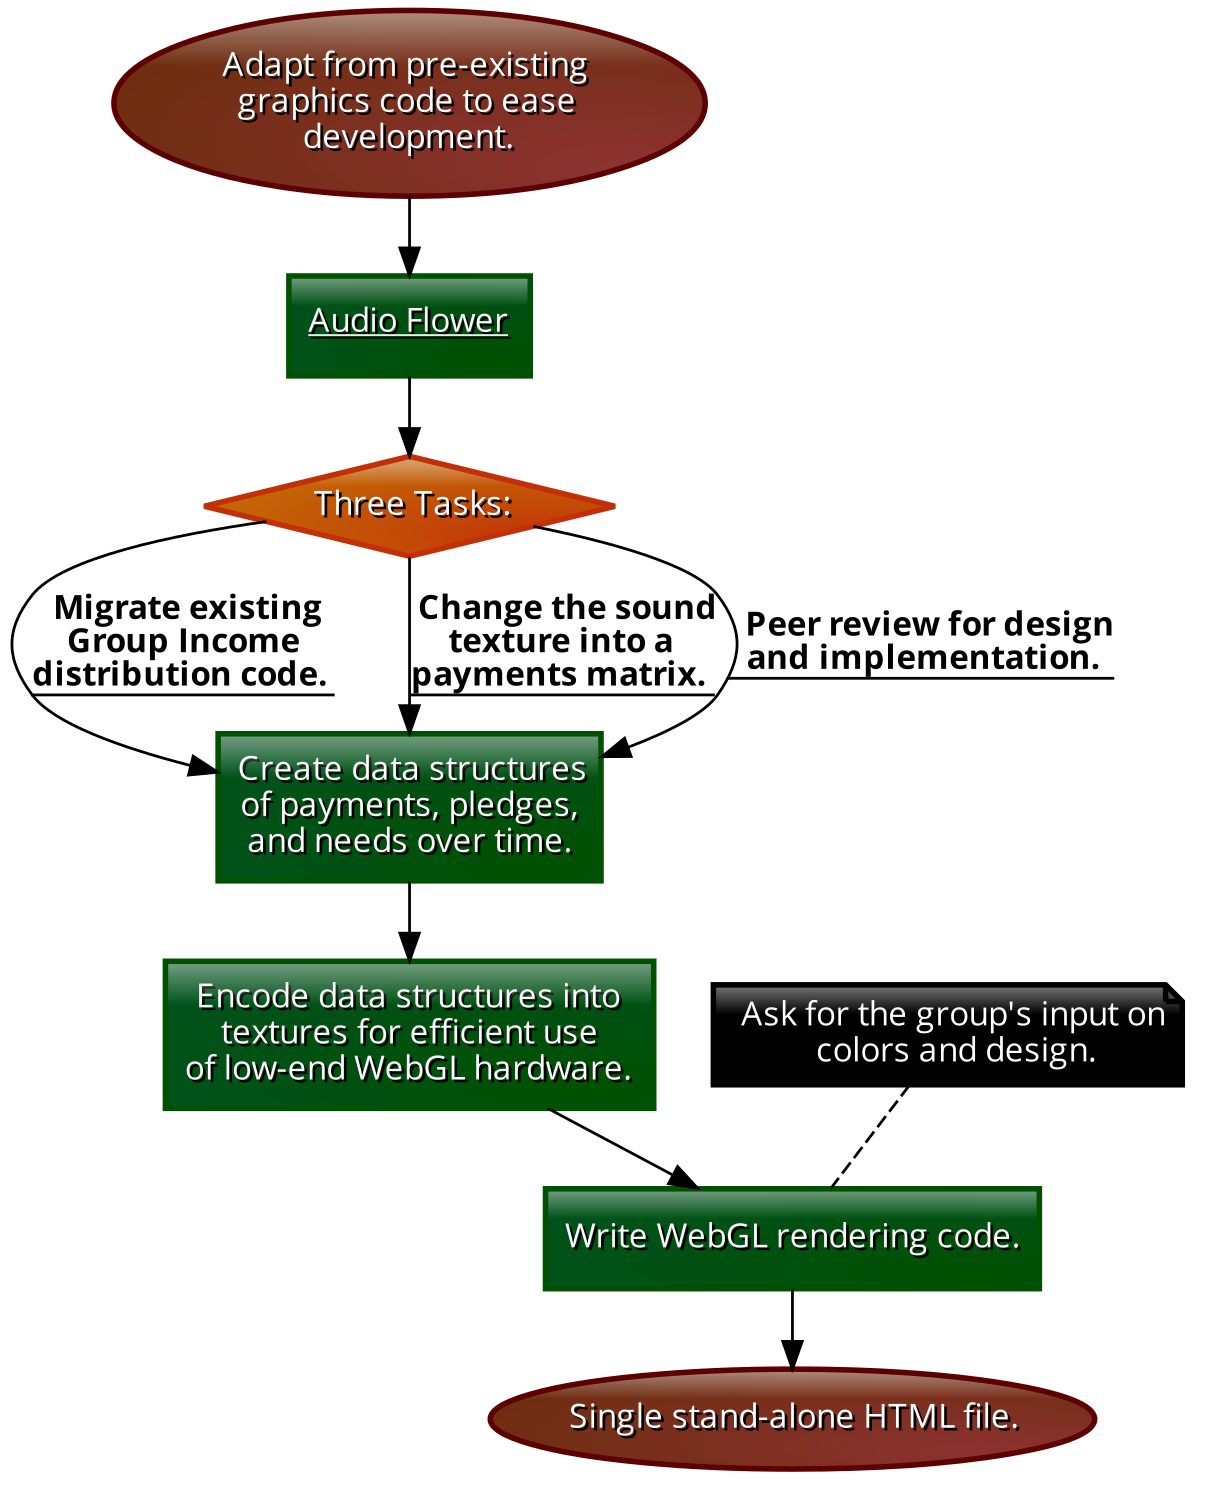 Adapt from pre-existing
graphics code to ease
development.
Audio Flower
Three Tasks:
Migrate existing
Group Income
distribution code.
Change the sound
texture into a
payments matrix.
Peer review for design
and implementation.
Create data structures
of payments, pledges,
and needs over time.
Encode data structures into
textures for efficient use
of low-end WebGL hardware.
Ask for the group's input on
colors and design.
Write WebGL rendering code.
Single stand-alone HTML file.